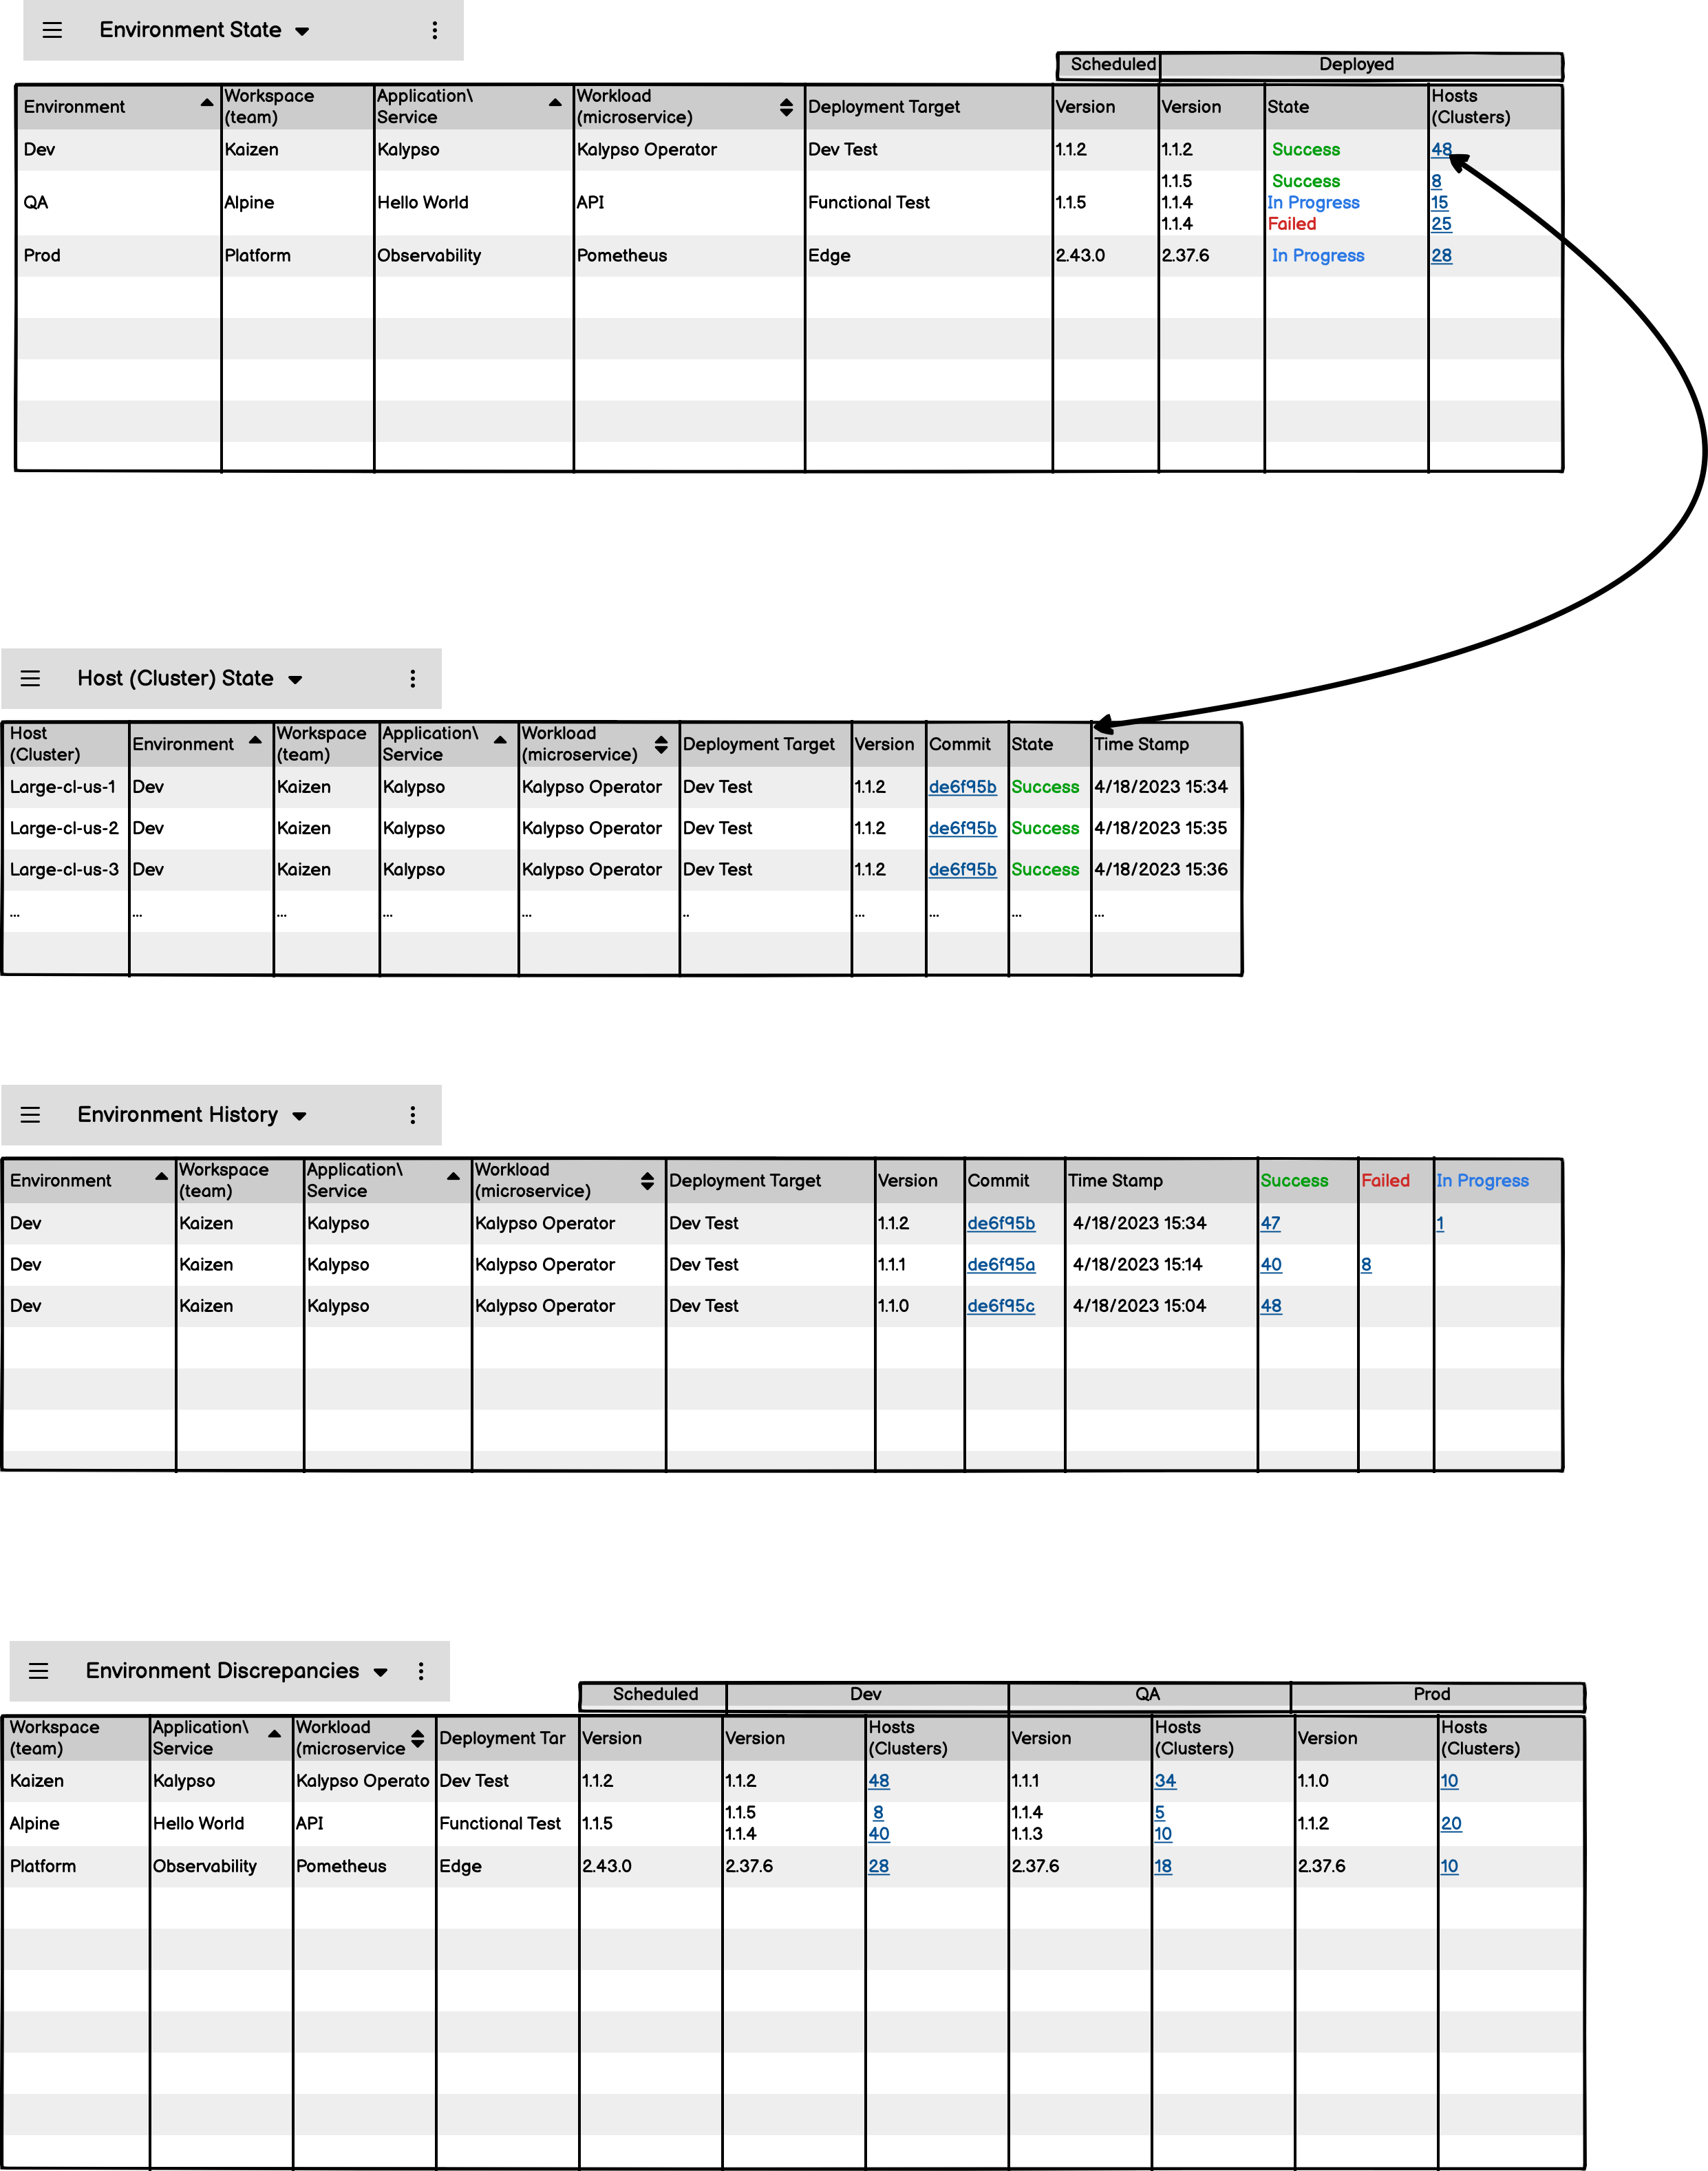 Environment State
Scheduled Deployed
Environment Workspace (team) Application\ Service Workload (microservice) Deployment Target Version Version State Hosts (Clusters)
Dev Kaizen Kalypso Kalypso Operator Dev Test 1.1.2 1.1.2 Success 48
QA Alpine Hello World API Functional Test 1.1.5 1.1.5 Success 8
1.1.4 In Progress 15
1.1.4 Failed 25
Prod Platform Observability Pometheus Edge 2.43.0 2.37.6 In Progress 28
Host (Cluster) State
Host (Cluster) Environment Workspace (team) Application\ Service Workload (microservice) Deployment Target Version Commit State Time Stamp
Large-cl-us-1 Dev Kaizen Kalypso Kalypso Operator Dev Test 1.1.2 de6f95b Success 4/18/2023 15:34
Large-cl-us-2 Dev Kaizen Kalypso Kalypso Operator Dev Test 1.1.2 de6f95b Success 4/18/2023 15:35
Large-cl-us-3 Dev Kaizen Kalypso Kalypso Operator Dev Test 1.1.2 de6f95b Success 4/18/2023 15:36
... ... ... ... ... .. ... ... ... ...
Environment History
Environment Workspace (team) Application\ Service Workload (microservice) Deployment Target Version Commit Time Stamp Success Failed In Progress
Dev Kaizen Kalypso Kalypso Operator Dev Test 1.1.2 de6f95b 4/18/2023 15:34 47 1
Dev Kaizen Kalypso Kalypso Operator Dev Test 1.1.1 de6f95a 4/18/2023 15:14 40 8
Dev Kaizen Kalypso Kalypso Operator Dev Test 1.1.0 de6f95c 4/18/2023 15:04 48
Environment Discrepancies
Scheduled Dev QA Prod
Workspace (team) Application\ Service Workload (microservice Deployment Tar Version Version Hosts (Clusters) Version Hosts (Clusters) Version Hosts (Clusters)
Kaizen Kalypso Kalypso Operato Dev Test 1.1.2 1.1.2 48 1.1.1 34 1.1.0 10
Alpine Hello World API Functional Test 1.1.5 1.1.5 8 1.1.4 5 1.1.2 20
1.1.4 40 1.1.3 10
Platform Observability Pometheus Edge 2.43.0 2.37.6 28 2.37.6 18 2.37.6 10